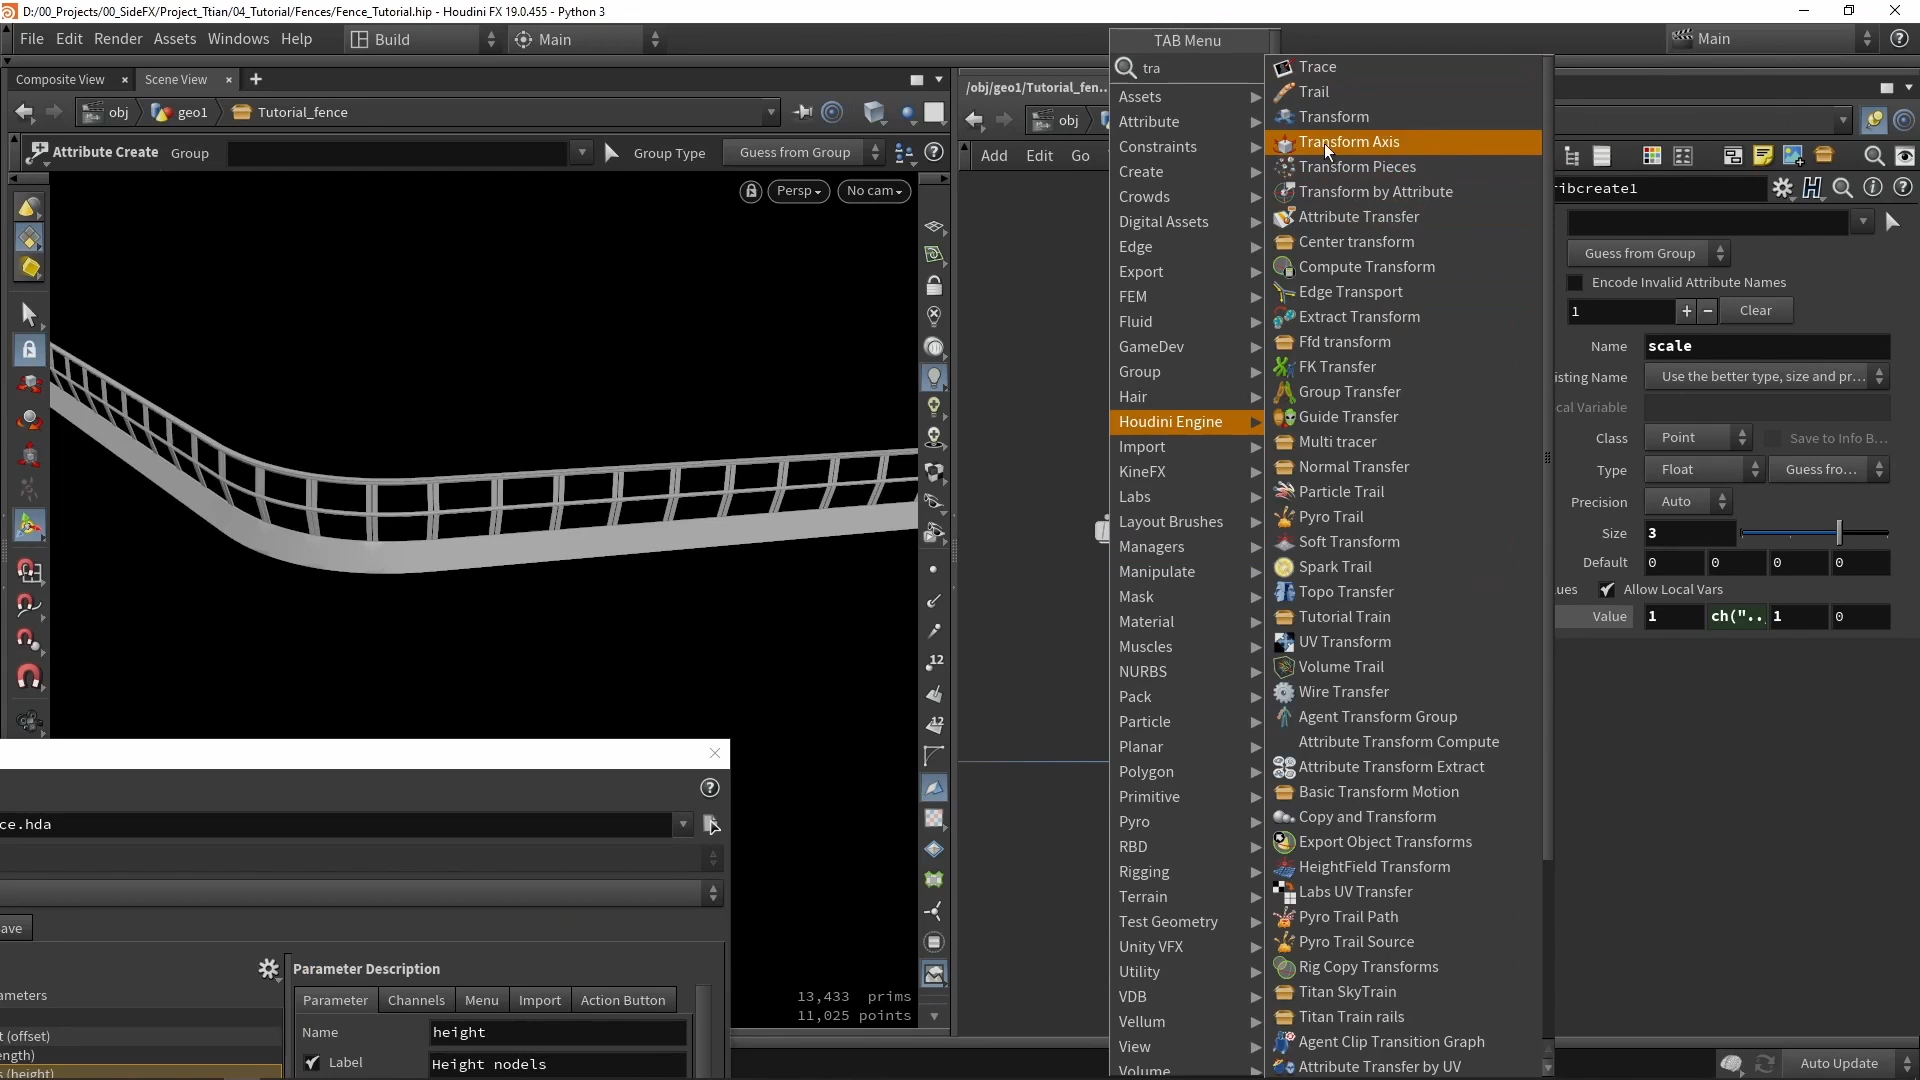 D:/00_Projects/00_SideFX/Project_Ttian/04_Tutorial/Fences/Fence_Tutorial.hip - Houdini FX 19.0.455 - Python 3
File Edit Render Assets Windows Help Build Main Main
Composite View Scene View
obj geo1 Tutorial_fence
Attribute Create Group Group Type Guess from Group
Persp No cam
13,433 prims
11,025 points
TAB Menu
tra
/obj/geo1/Tutorial_fen...
obj
Add Edit Go
Assets
Attribute
Constraints
Create
Crowds
Digital Assets
Edge
Export
FEM
Fluid
GameDev
Group
Hair
Houdini Engine
Import
KineFX
Labs
Layout Brushes
Managers
Manipulate
Mask
Material
Muscles
NURBS
Pack
Particle
Planar
Polygon
Primitive
Pyro
RBD
Rigging
Terrain
Test Geometry
Unity VFX
Utility
VDB
Vellum
View
Volume
Trace
Trail
Transform
Transform Axis
Transform Pieces
Transform by Attribute
Attribute Transfer
Center transform
Compute Transform
Edge Transport
Extract Transform
Ffd transform
FK Transfer
Group Transfer
Guide Transfer
Multi tracer
Normal Transfer
Particle Trail
Pyro Trail
Soft Transform
Spark Trail
Topo Transfer
Tutorial Train
UV Transform
Volume Trail
Wire Transfer
Agent Transform Group
Attribute Transform Compute
Attribute Transform Extract
Basic Transform Motion
Copy and Transform
Export Object Transforms
HeightField Transform
Labs UV Transfer
Pyro Trail Path
Pyro Trail Source
Rig Copy Transforms
Titan SkyTrain
Titan Train rails
Agent Clip Transition Graph
Attribute Transfer by UV
ribcreate1
Guess from Group
Encode Invalid Attribute Names
1 + - Clear
Name scale
isting Name Use the better type, size and pr...
cal Variable
Class Point Save to Info B...
Type Float Guess fro...
Precision Auto
Size 3
Default 0 0 0 0
ues Allow Local Vars
Value 1 ch(".. 1 0
ce.hda
ave
ameters
t (offset)
ength)
s (height)
Parameter Description
Parameter Channels Menu Import Action Button
Name height
Label Height nodels
Auto Update